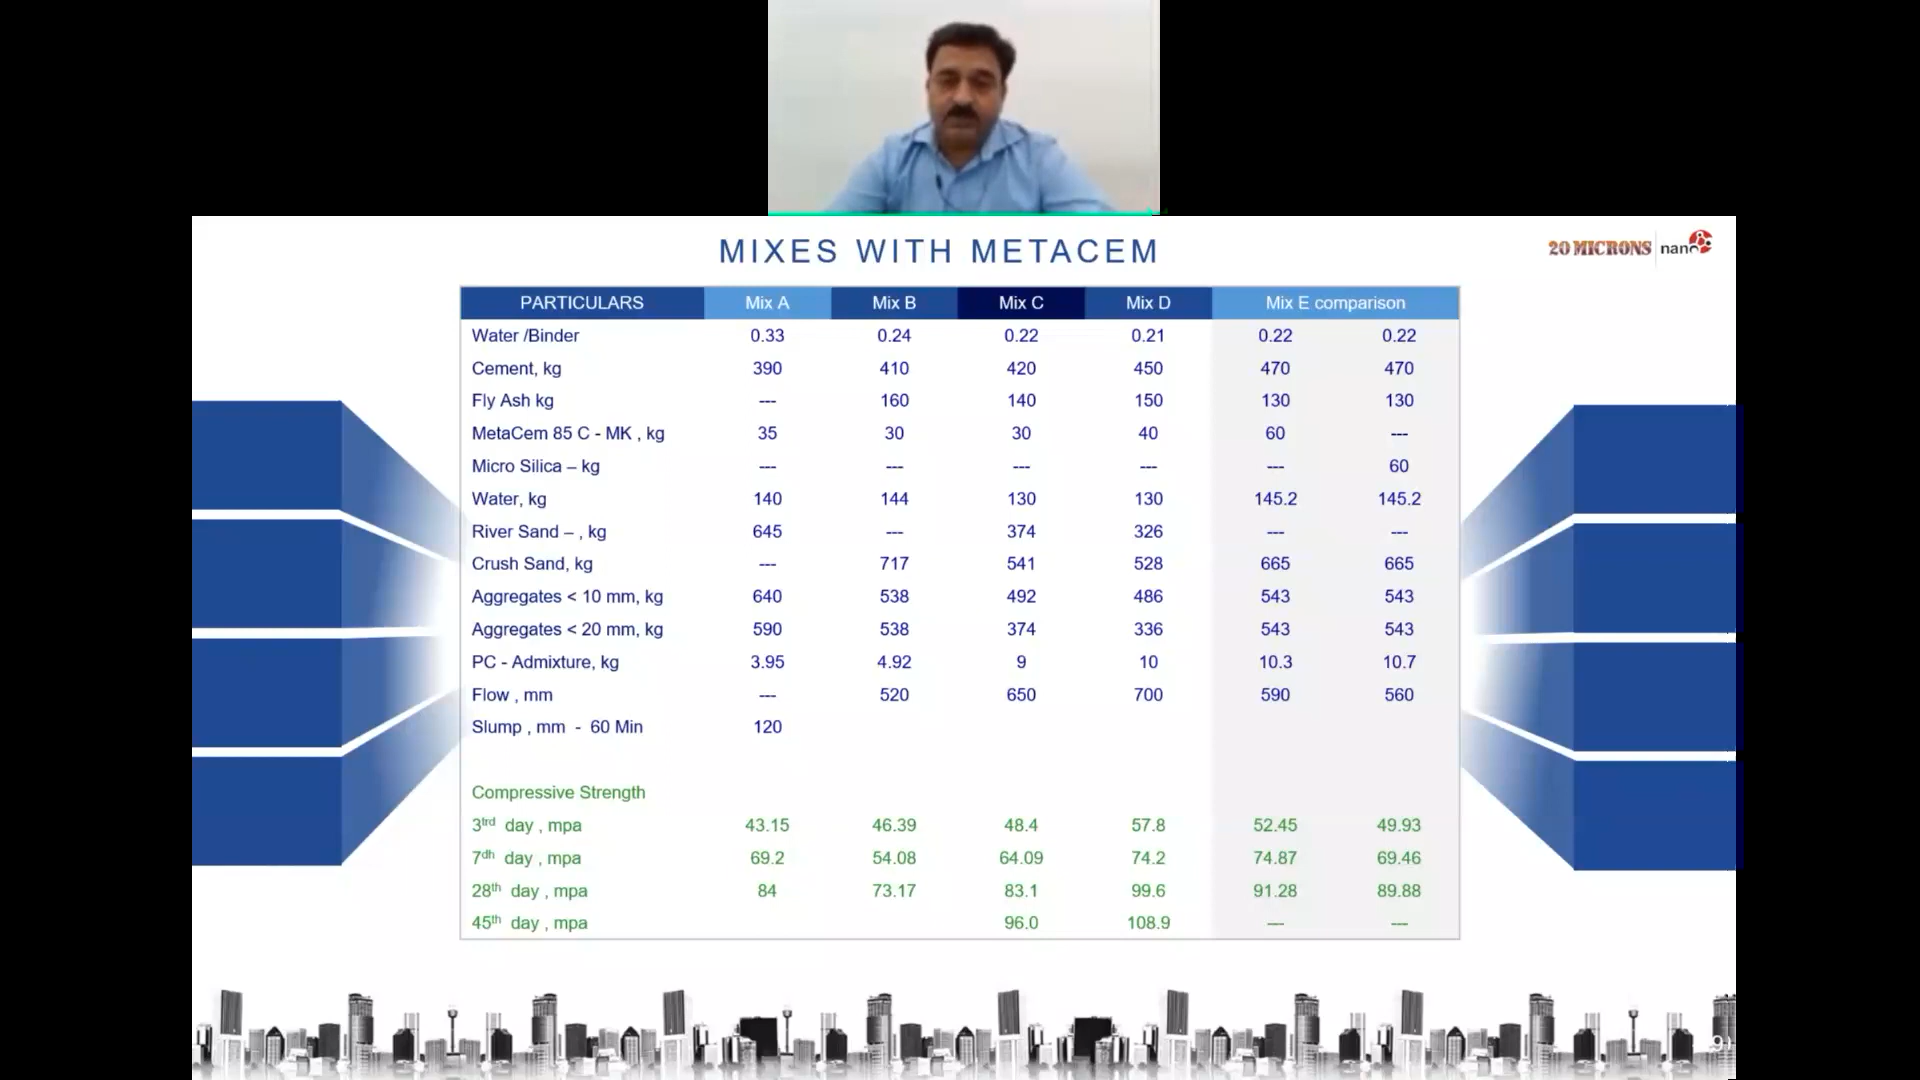 MIXES WITH METACEM
20 MICRONS nano
PARTICULARS Mix A Mix B Mix C Mix D Mix E comparison
Water /Binder 0.33 0.24 0.22 0.21 0.22 0.22
Cement, kg 390 410 420 450 470 470
Fly Ash kg --- 160 140 150 130 130
MetaCem 85 C - MK , kg 35 30 30 40 60 ---
Micro Silica – kg --- --- --- --- --- 60
Water, kg 140 144 130 130 145.2 145.2
River Sand – , kg 645 --- 374 326 --- ---
Crush Sand, kg --- 717 541 528 665 665
Aggregates < 10 mm, kg 640 538 492 486 543 543
Aggregates < 20 mm, kg 590 538 374 336 543 543
PC - Admixture, kg 3.95 4.92 9 10 10.3 10.7
Flow , mm --- 520 650 700 590 560
Slump , mm - 60 Min 120
Compressive Strength
3rd day , mpa 43.15 46.39 48.4 57.8 52.45 49.93
7dh day , mpa 69.2 54.08 64.09 74.2 74.87 69.46
28th day , mpa 84 73.17 83.1 99.6 91.28 89.88
45th day , mpa 96.0 108.9 --- ---